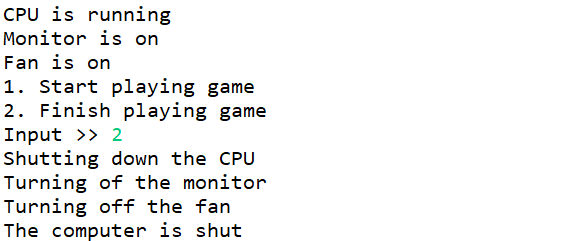 CPU is running
Monitor is on
Fan is on
1. Start playing game
2. Finish playing game
Input >> 2
Shutting down the CPU
Turning of the monitor
Turning off the fan
The computer is shut